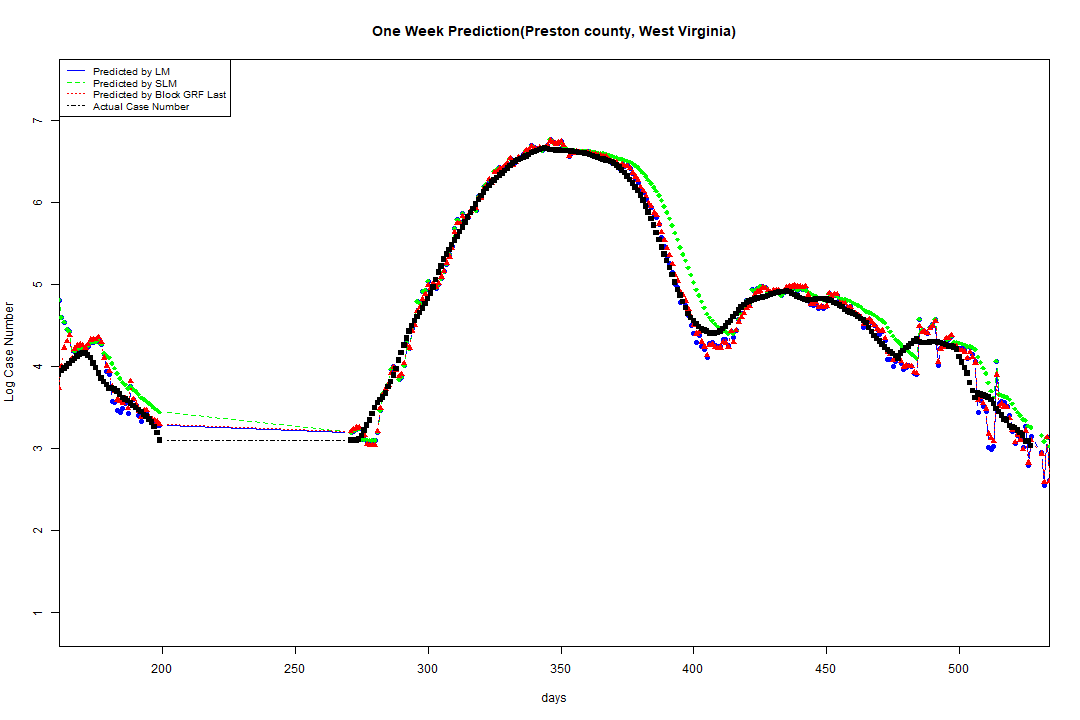 One Week Prediction(Preston county, West Virginia)
Predicted by LM
Predicted by SLM
Predicted by Block GRF Last
Actual Case Number
7
6
5
4
3
2
1
Log Case Number
200
250
300
350
400
450
500
days